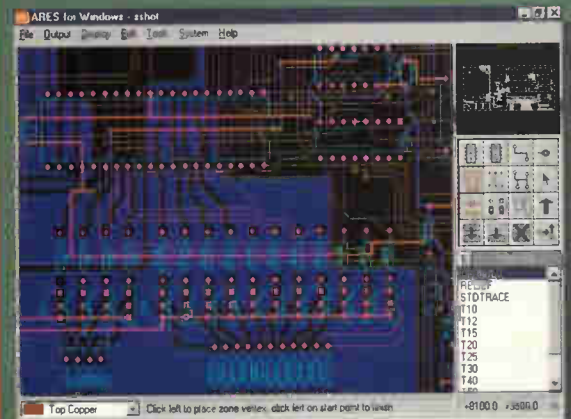 ARES for Windows - zshot
File Output Display Edit Tools System Help
RELIEF
STDTRACE
T10
T12
T15
T20
T25
T30
T40
Top Copper
Click left to place zone vertex, click left on start point to finish
+8100.0